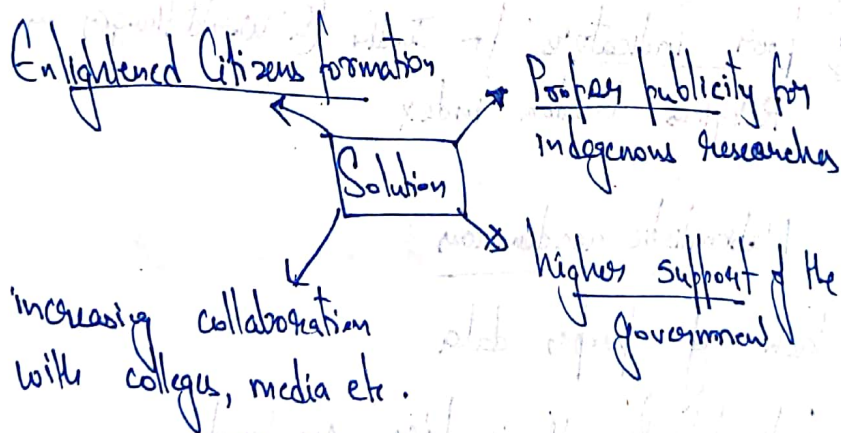 Enlightened Citizens formation
Proper publicity for
indegenous researches
Solution
higher support of the
government
increasing collaboration
with colleges, media etc.